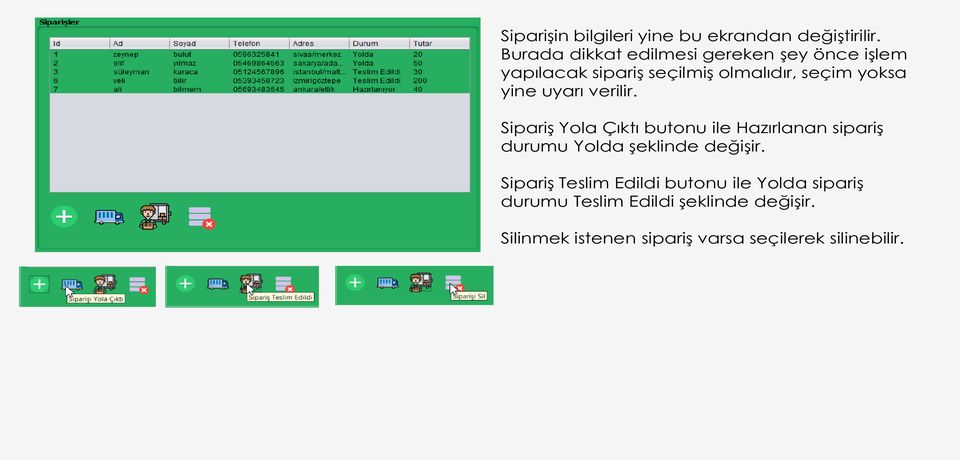 Siparişler
Id Ad Soyad Telefon Adres Durum Tutar
1 zeynep bulut 0596325841 sivas/merkez Yolda 20
2 elif yılmaz 05469864563 sakarya/ada... Yolda 50
3 süleyman karaca 05124567896 istanbul/malt... Teslim Edildi 30
veli bilir 05393458723 izmir/göztepe Teslim Edildi 200
7 ali bilmem 05693483545 ankara/etlik Hazırlanıyor 40
Siparişin bilgileri yine bu ekrandan değiştirilir.
Burada dikkat edilmesi gereken şey önce işlem
yapılacak sipariş seçilmiş olmalıdır, seçim yoksa
yine uyarı verilir.
Sipariş Yola Çıktı butonu ile Hazırlanan sipariş
durumu Yolda şeklinde değişir.
Sipariş Teslim Edildi butonu ile Yolda sipariş
durumu Teslim Edildi şeklinde değişir.
Silinmek istenen sipariş varsa seçilerek silinebilir.
Siparişi Yola Çıktı
Sipariş Teslim Edildi
Siparişi Sil